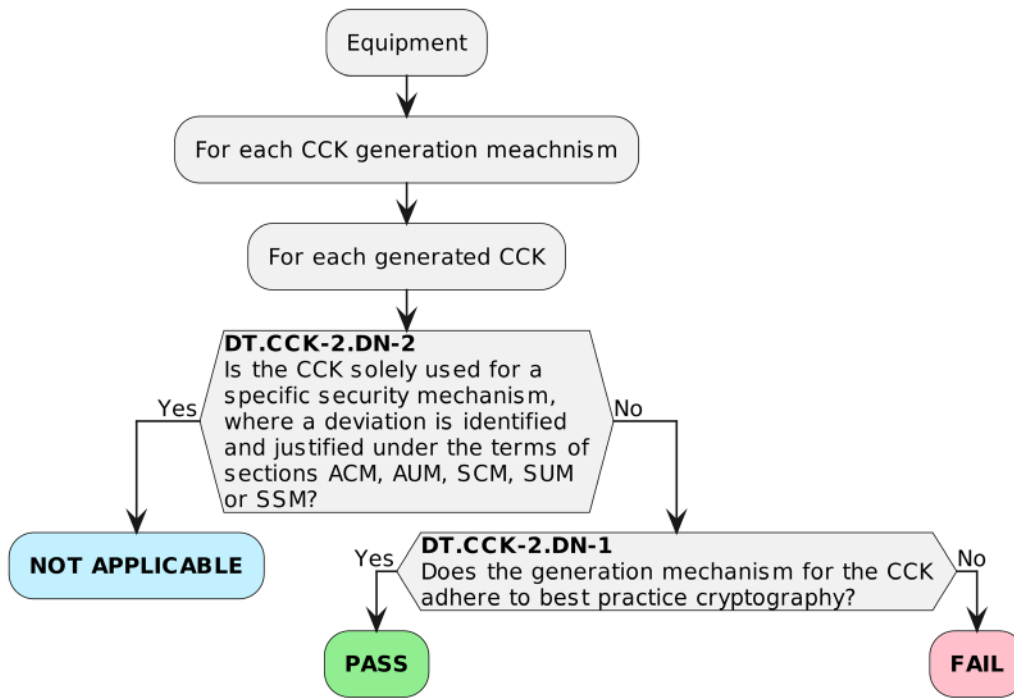 Equipment
For each CCK generation meachnism
For each generated CCK
DT.CCK-2.DN-2
Is the CCK solely used for a
specific security mechanism,
where a deviation is identified
and justified under the terms of
sections ACM, AUM, SCM, SUM
or SSM?
Yes
No
NOT APPLICABLE
DT.CCK-2.DN-1
Does the generation mechanism for the CCK
adhere to best practice cryptography?
Yes
No
PASS
FAIL